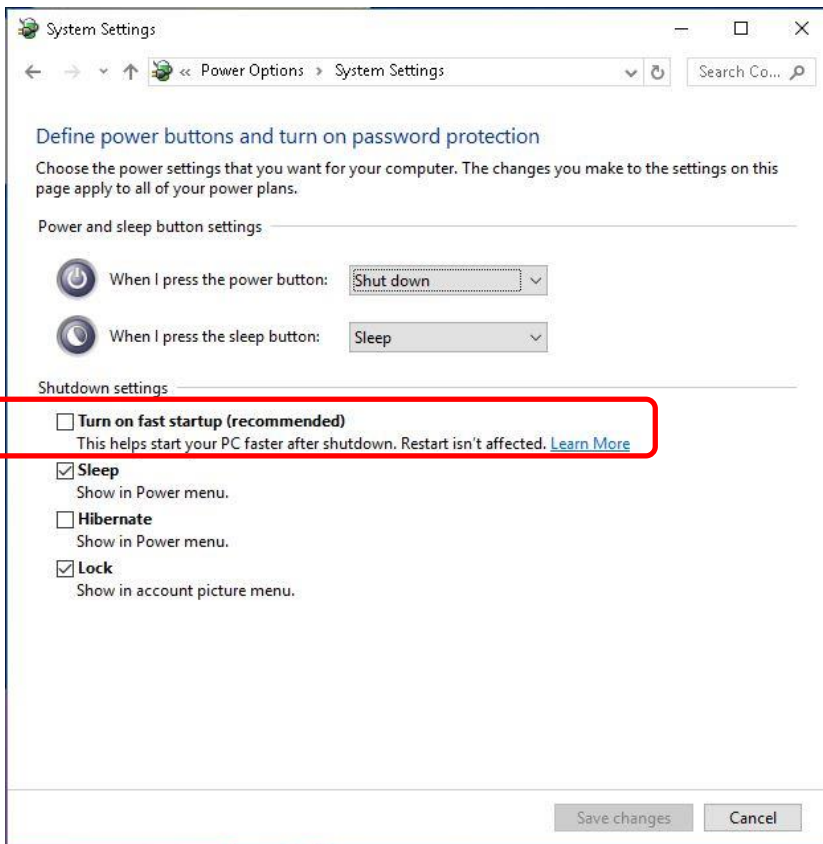 System Settings
« Power Options > System Settings
Search Co...
Define power buttons and turn on password protection
Choose the power settings that you want for your computer. The changes you make to the settings on this
page apply to all of your power plans.
Power and sleep button settings
When I press the power button: Shut down
When I press the sleep button: Sleep
Shutdown settings
Turn on fast startup (recommended)
This helps start your PC faster after shutdown. Restart isn't affected. Learn More
Sleep
Show in Power menu.
Hibernate
Show in Power menu.
Lock
Show in account picture menu.
Save changes Cancel